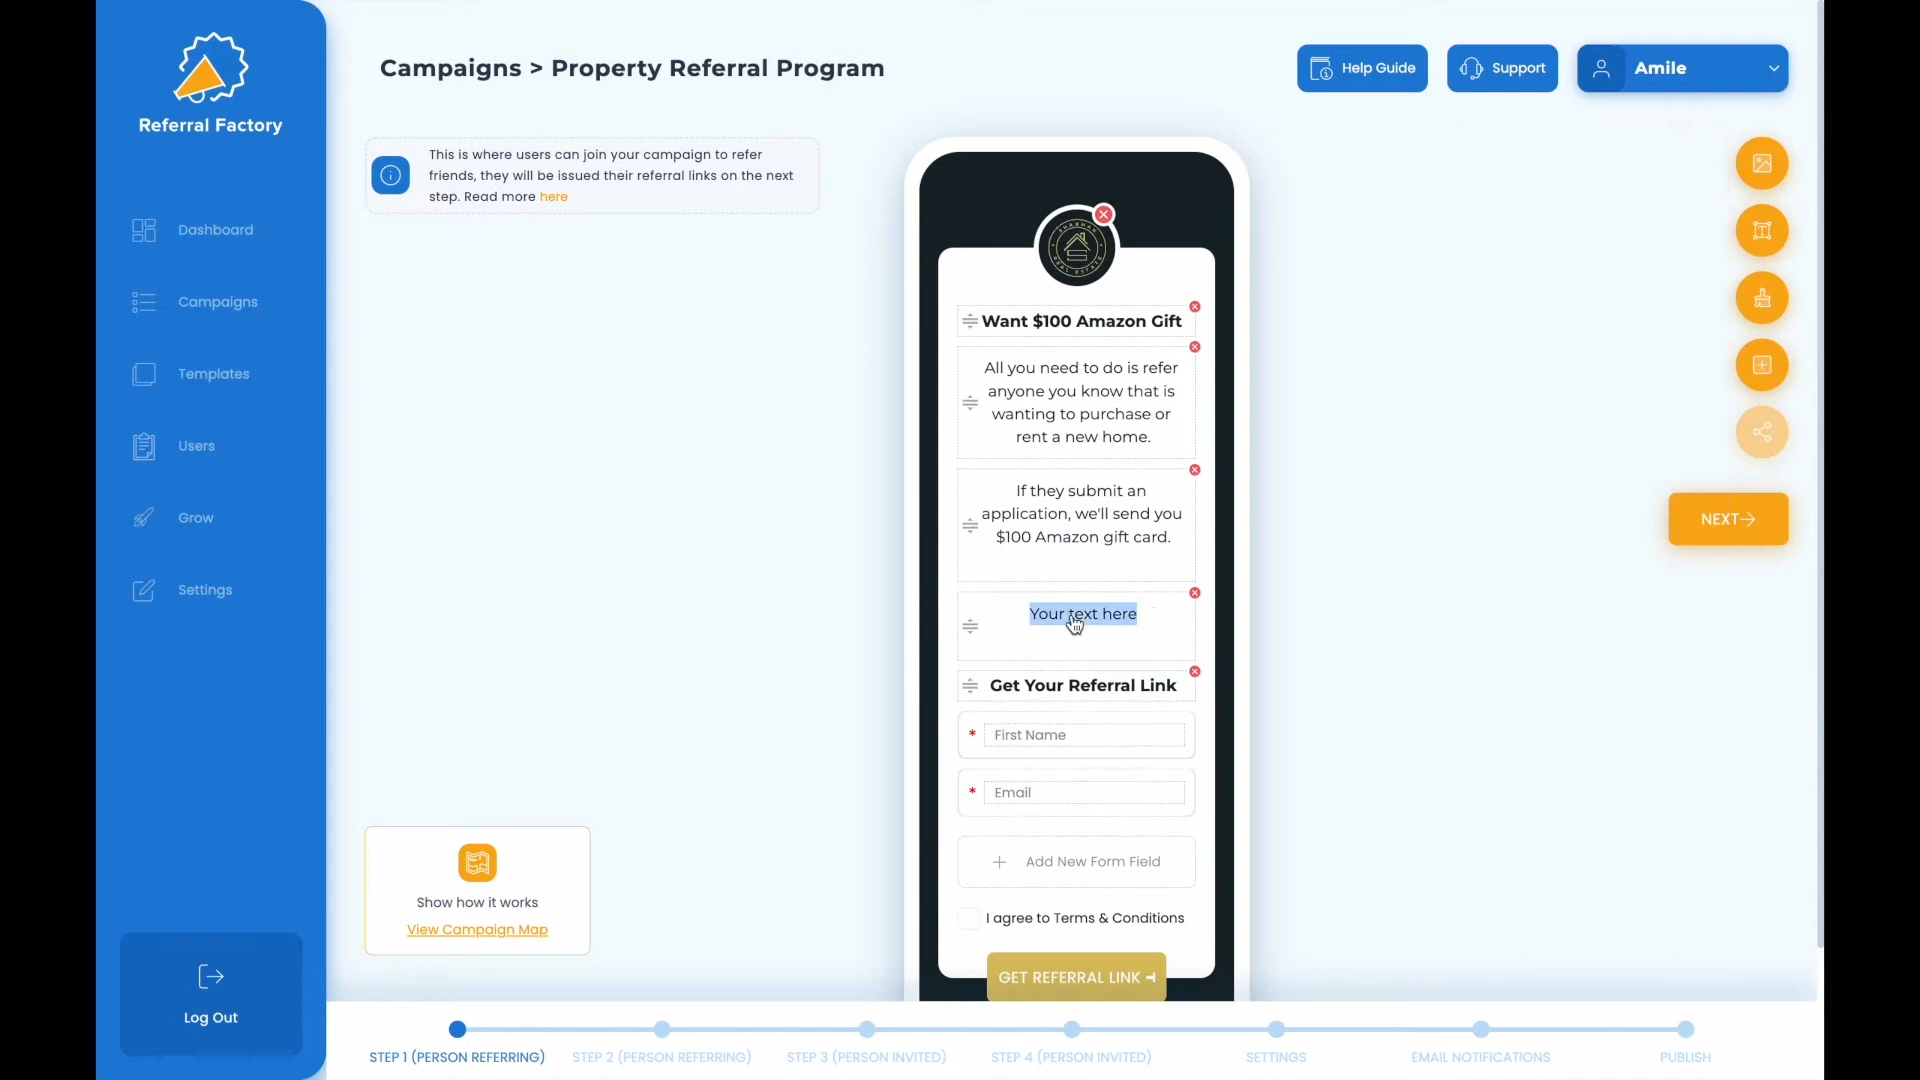 Referral Factory
Campaigns > Property Referral Program
Help Guide
Support
Amile
This is where users can join your campaign to refer
friends, they will be issued their referral links on the next
step. Read more here
Dashboard
Campaigns
Templates
Users
Grow
Settings
Log Out
REAL ESTATE
Want $100 Amazon Gift
All you need to do is refer
anyone you know that is
wanting to purchase or
rent a new home.
If they submit an
application, we'll send you
$100 Amazon gift card.
Your text here
Get Your Referral Link
* First Name
* Email
+ Add New Form Field
I agree to Terms & Conditions
GET REFERRAL LINK
NEXT
Show how it works
View Campaign Map
STEP 1 (PERSON REFERRING)
STEP 2 (PERSON REFERRING)
STEP 3 (PERSON INVITED)
STEP 4 (PERSON INVITED)
SETTINGS
EMAIL NOTIFICATIONS
PUBLISH